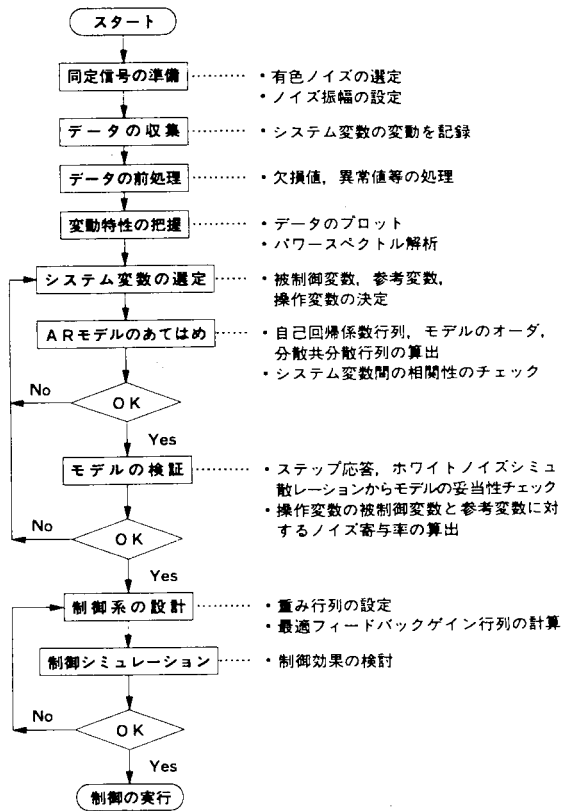 スタート
同定信号の準備
・有色ノイズの選定
・ノイズ振幅の設定
データの収集
・システム変数の変動を記録
データの前処理
・欠損値，異常値等の処理
変動特性の把握
・データのプロット
・パワースペクトル解析
システム変数の選定
・被制御変数，参考変数，
操作変数の決定
ARモデルのあてはめ
・自己回帰係数行列，モデルのオーダ，
分散共分散行列の算出
・システム変数間の相関性のチェック
No
OK
Yes
モデルの検証
・ステップ応答，ホワイトノイズシミュ
散レーションからモデルの妥当性チェック
・操作変数の被制御変数と参考変数に対
するノイズ寄与率の算出
No
OK
Yes
制御系の設計
・重み行列の設定
・最適フィードバックゲイン行列の計算
制御シミュレーション
・制御効果の検討
No
OK
Yes
制御の実行